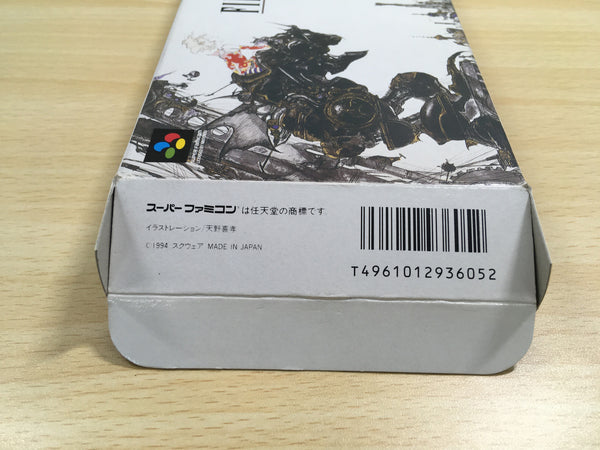 FI
スーパーファミコン®は任天堂の商標です
イラストレーション/天野喜孝
©1994 スクウェア MADE IN JAPAN
T4961012936052